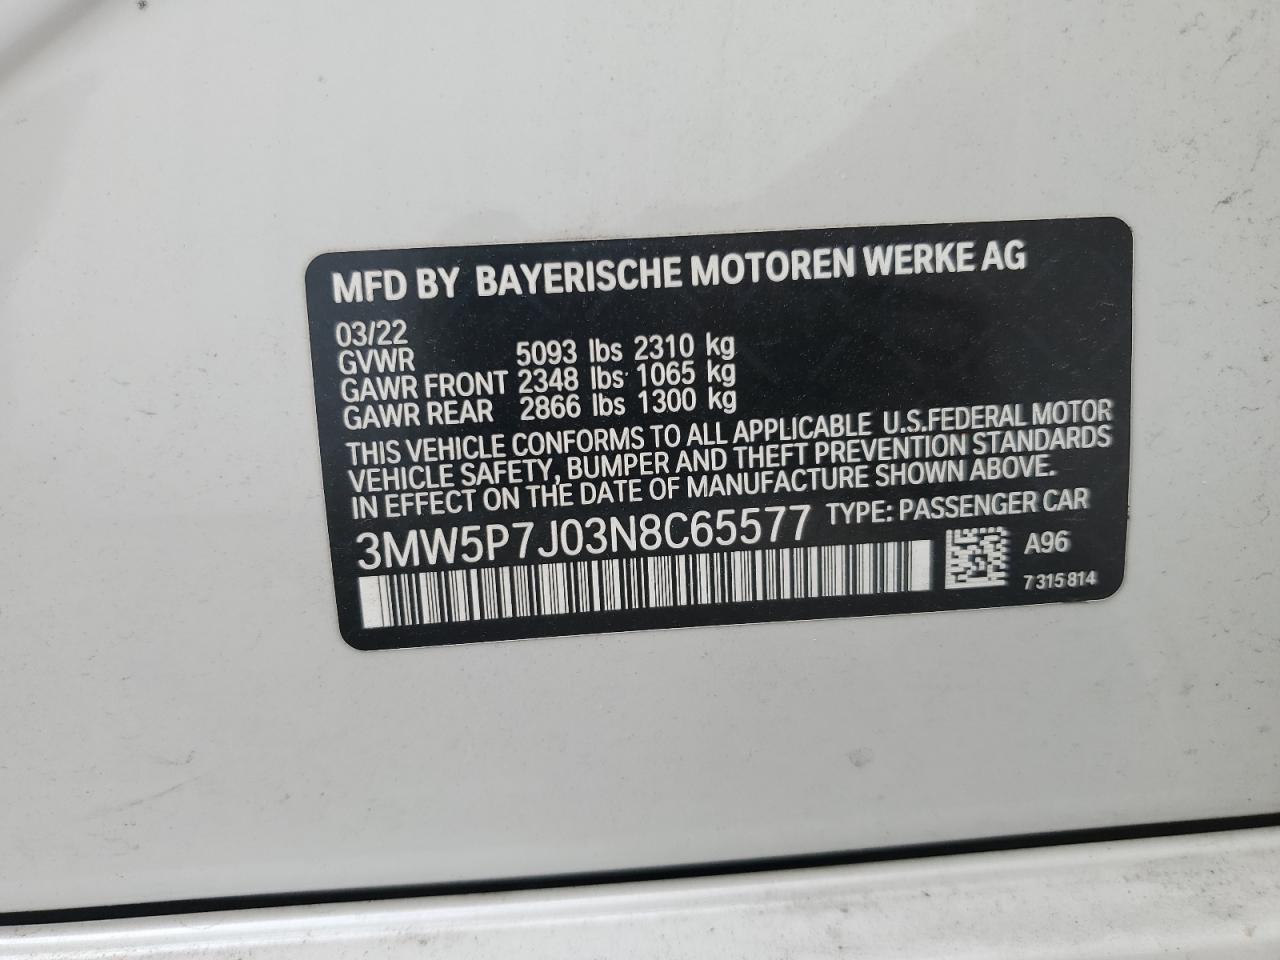 MFD BY BAYERISCHE MOTOREN WERKE AG
03/22
GVWR 5093 lbs 2310 kg
GAWR FRONT 2348 lbs 1065 kg
GAWR REAR 2866 lbs 1300 kg
THIS VEHICLE CONFORMS TO ALL APPLICABLE U.S.FEDERAL MOTOR
VEHICLE SAFETY, BUMPER AND THEFT PREVENTION STANDARDS
IN EFFECT ON THE DATE OF MANUFACTURE SHOWN ABOVE.
3MW5P7J03N8C65577 TYPE: PASSENGER CAR
A96
7 315 814